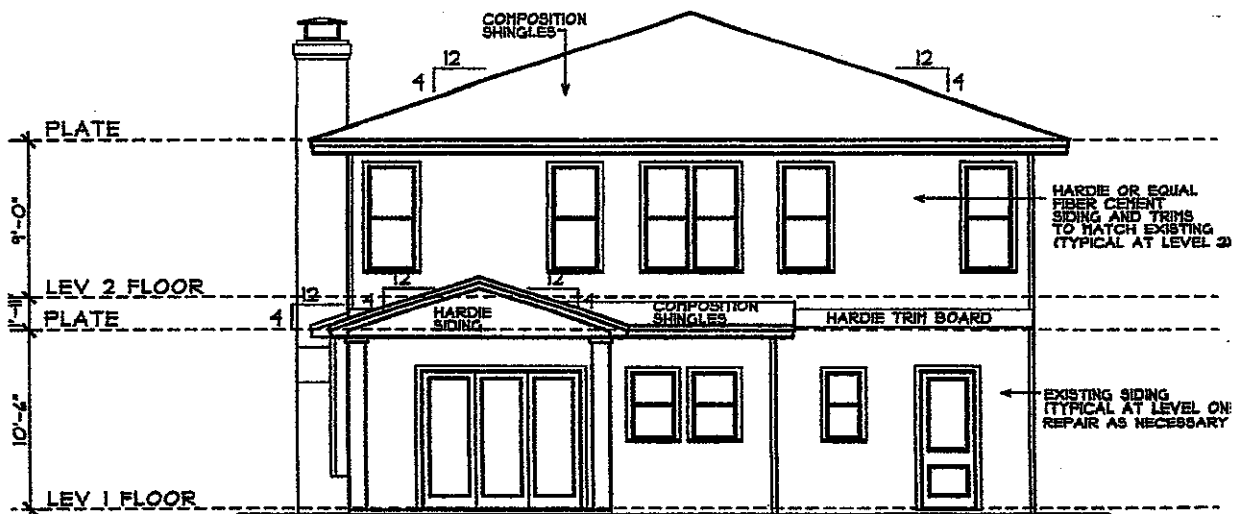 COMPOSITION
SHINGLES
12
4
12
4
PLATE
9'-0"
HARDIE OR EQUAL
FIBER CEMENT
SIDING AND TRIMS
TO MATCH EXISTING
(TYPICAL AT LEVEL 2)
LEV 2 FLOOR
12
4
12
4
12
4
PLATE
HARDIE
SIDING
COMPOSITION
SHINGLES
HARDIE TRIM BOARD
10'-6"
EXISTING SIDING
(TYPICAL AT LEVEL ON
REPAIR AS NECESSARY
LEV 1 FLOOR